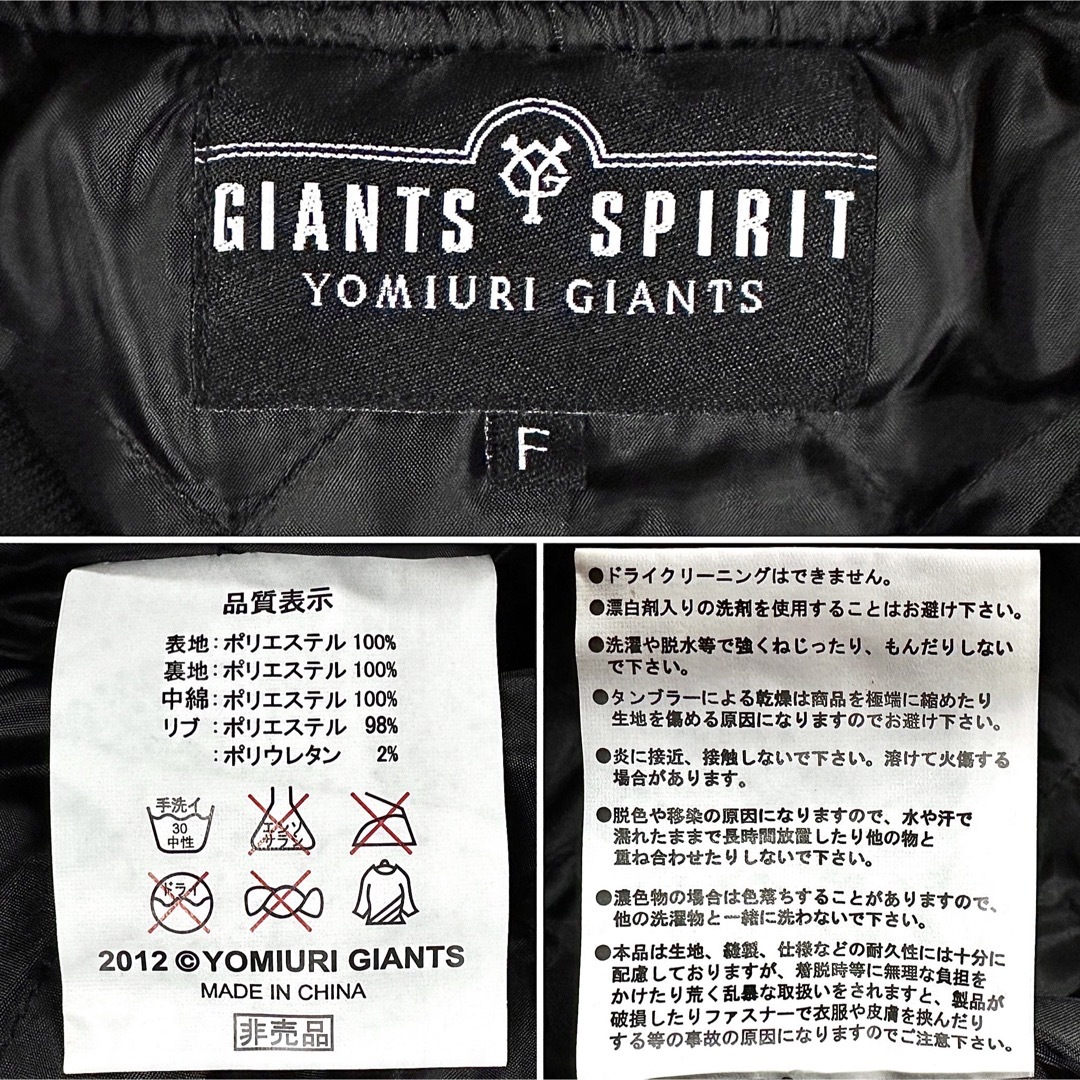 YG
GIANTS SPIRIT
YOMIURI GIANTS
F
品質表示
表地:ポリエステル 100%
裏地:ポリエステル 100%
中綿:ポリエステル 100%
リブ:ポリエステル 98%
:ポリウレタン 2%
手洗イ
30
中性
エンソ
サラシ
ドライ
2012 ©YOMIURI GIANTS
MADE IN CHINA
非売品
●ドライクリーニングはできません。
●漂白剤入りの洗剤を使用することはお避け下さい。
●洗濯や脱水等で強くねじったり、もんだりしない
で下さい。
●タンブラーによる乾燥は商品を極端に縮めたり
生地を傷める原因になりますのでお避け下さい。
●炎に接近、接触しないで下さい。溶けて火傷する
場合があります。
●脱色や移染の原因になりますので、水や汗で
濡れたままで長時間放置したり他の物と
重ね合わせたりしないで下さい。
●濃色物の場合は色落ちすることがありますので、
他の洗濯物と一緒に洗わないで下さい。
●本品は生地、縫製、仕様などの耐久性には十分に
配慮しておりますが、着脱時等に無理な負担を
かけたり荒く乱暴な取扱いをされますと、製品が
破損したりファスナーで衣服や皮膚を挟んだり
する等の事故の原因になりますのでご注意下さい。